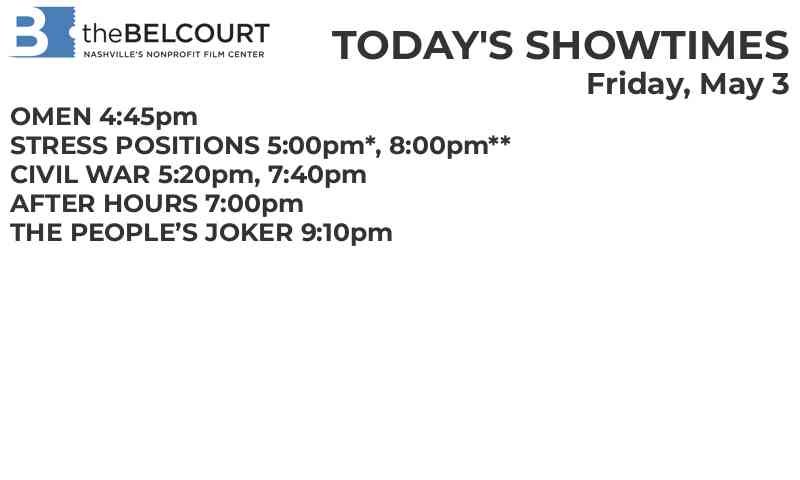 B theBELCOURT
NASHVILLE'S NONPROFIT FILM CENTER
TODAY'S SHOWTIMES
Friday, May 3
OMEN 4:45pm
STRESS POSITIONS 5:00pm*, 8:00pm**
CIVIL WAR 5:20pm, 7:40pm
AFTER HOURS 7:00pm
THE PEOPLE’S JOKER 9:10pm